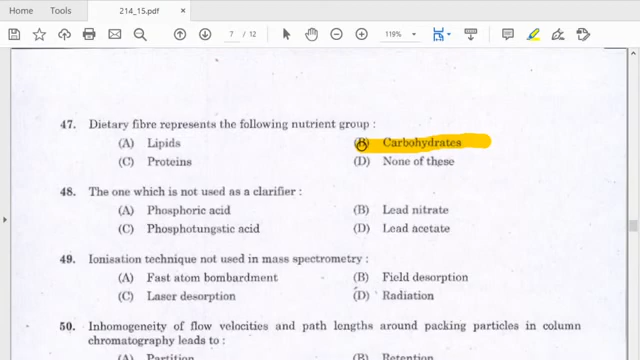 Home Tools 214_15.pdf ×
7 / 12 119%
47. Dietary fibre represents the following nutrient group :
(A) Lipids (B) Carbohydrates
(C) Proteins (D) None of these
48. The one which is not used as a clarifier :
(A) Phosphoric acid (B) Lead nitrate
(C) Phosphotungstic acid (D) Lead acetate
49. Ionisation technique not used in mass spectrometry :
(A) Fast atom bombardment (B) Field desorption
(C) Laser desorption (D) Radiation
50. Inhomogeneity of flow velocities and path lengths around packing particles in column
chromatography leads to :
(A) Partition (B) Retention